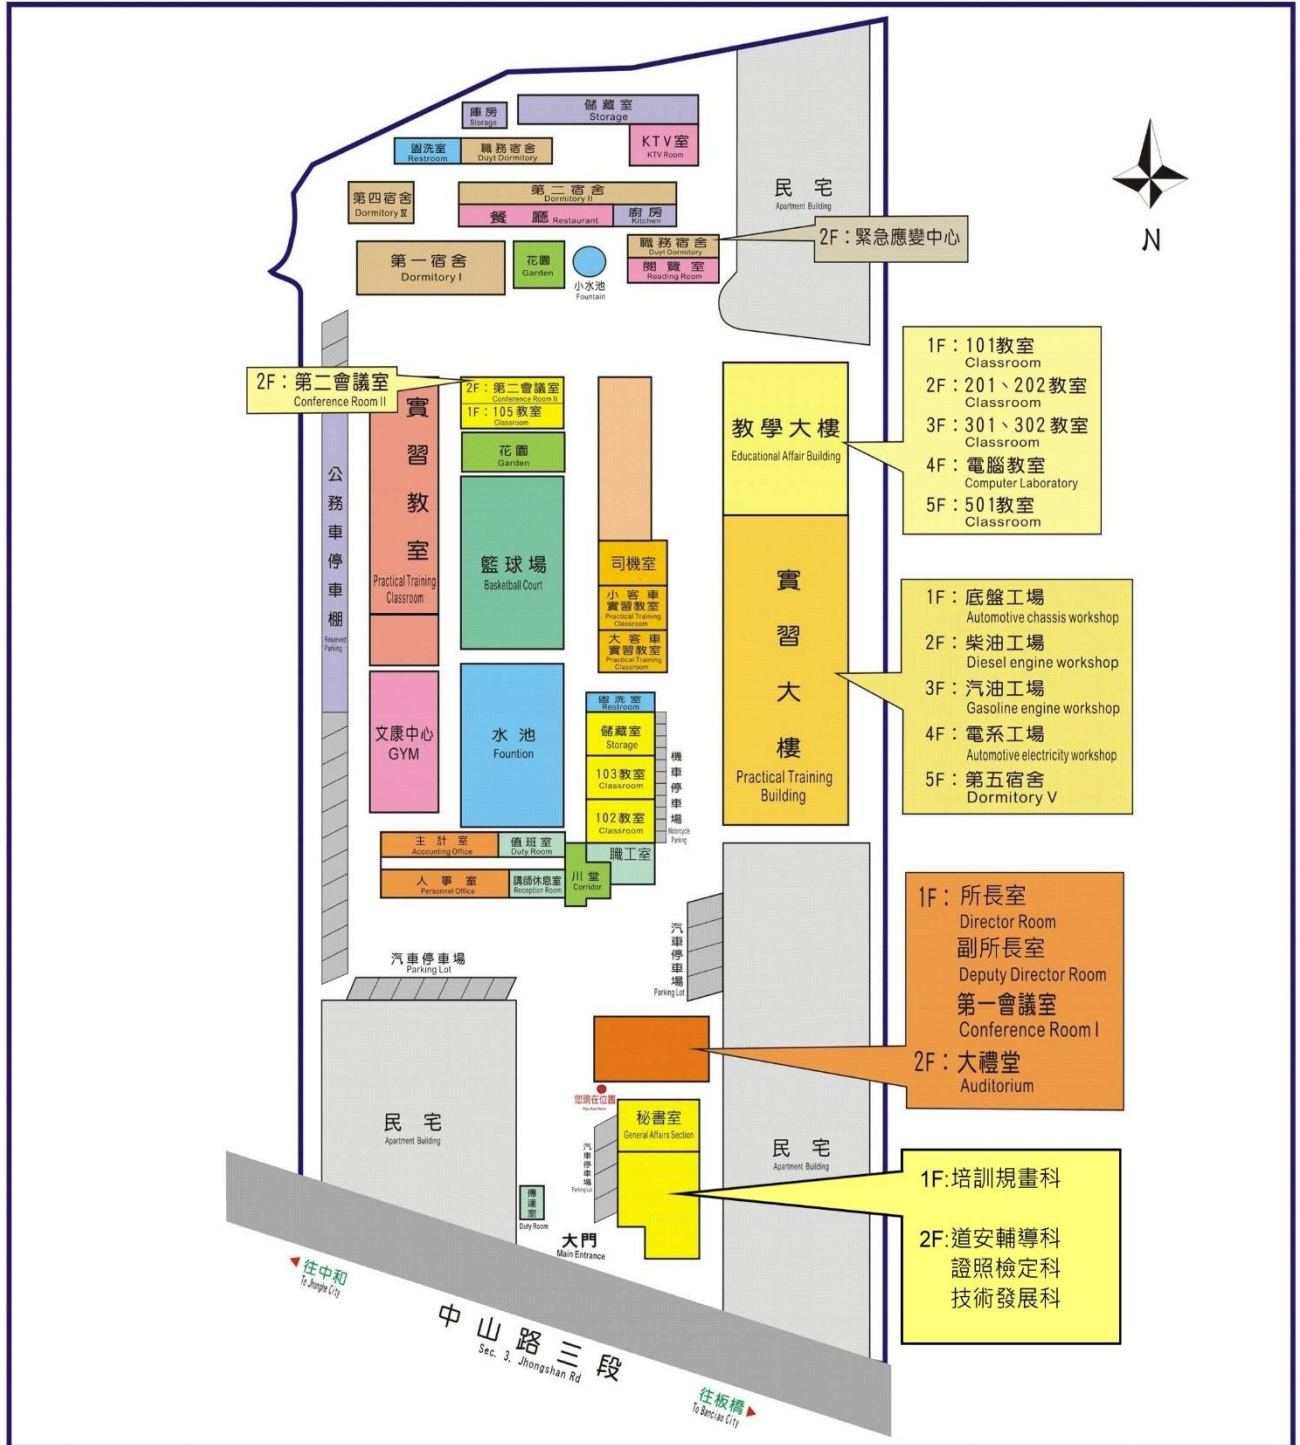 庫房
Storage
儲藏室
Storage
KTV室
KTV Room
盥洗室
Restroom
職務宿舍
Duyt Dormitory
民宅
Apartment Building
第四宿舍
Dormitory Ⅳ
第二宿舍
Dormitory II
餐廳 Restaurant
廚房
Kitchen
N
2F：緊急應變中心
職務宿舍
Duyt Dormitory
閱覽室
Reading Room
第一宿舍
Dormitory I
花園
Garden
小水池
Fountain
2F：第二會議室
Conference Room II
實習教室
Practical Training
Classroom
2F：第二會議室
Conference Room II
1F：105教室
Classroom
花園
Garden
籃球場
Basketball Court
公務車停車棚
Reserved
Parking
教學大樓
Educational Affair Building
1F：101教室
Classroom
2F：201、202教室
Classroom
3F：301、302教室
Classroom
4F：電腦教室
Computer Laboratory
5F：501教室
Classroom
司機室
小客車
實習教室
Practical Training
Classroom
大客車
實習教室
Practical Training
Classroom
實習大樓
Practical Training
Building
1F：底盤工場
Automotive chassis workshop
2F：柴油工場
Diesel engine workshop
3F：汽油工場
Gasoline engine workshop
4F：電系工場
Automotive electricity workshop
5F：第五宿舍
Dormitory V
文康中心
GYM
水池
Fountion
盥洗室
Restroom
儲藏室
Storage
103教室
Classroom
102教室
Classroom
機車停車場
Motorcycle
Parking
主計室
Accounting Office
值班室
Duty Room
職工室
人事室
Personnel Office
講師休息室
Reception Room
川堂
Corridor
汽車停車場
Parking Lot
汽車停車場
Parking Lot
1F：所長室
Director Room
副所長室
Deputy Director Room
第一會議室
Conference Room I
2F：大禮堂
Auditorium
您現在位置
秘書室
General Affairs Section
汽車停車場
Parking Lot
民宅
Apartment Building
民宅
Apartment Building
1F:培訓規畫科
2F:道安輔導科
證照檢定科
技術發展科
傳達室
Duty Room
大門
Main Entrance
往中和
To Jhonghe City
中山路三段
Sec. 3, Jhongshan Rd
往板橋
To Banciao City